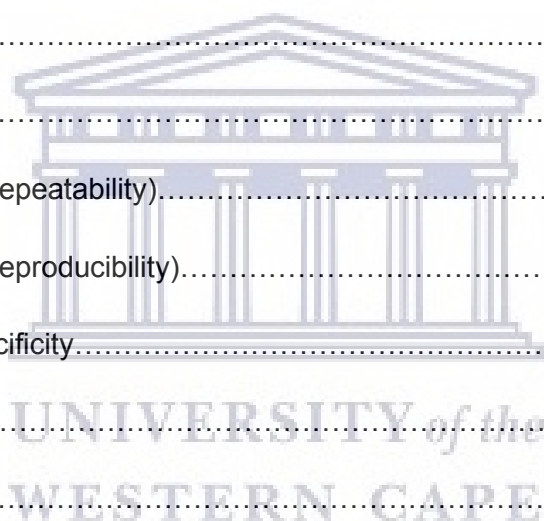 ....................................................
....................................................
epeatability)........................................
eproducibility)......................................
cificity................................................
....................................................
UNIVERSITY of the
....................................................
WESTERN CAPE